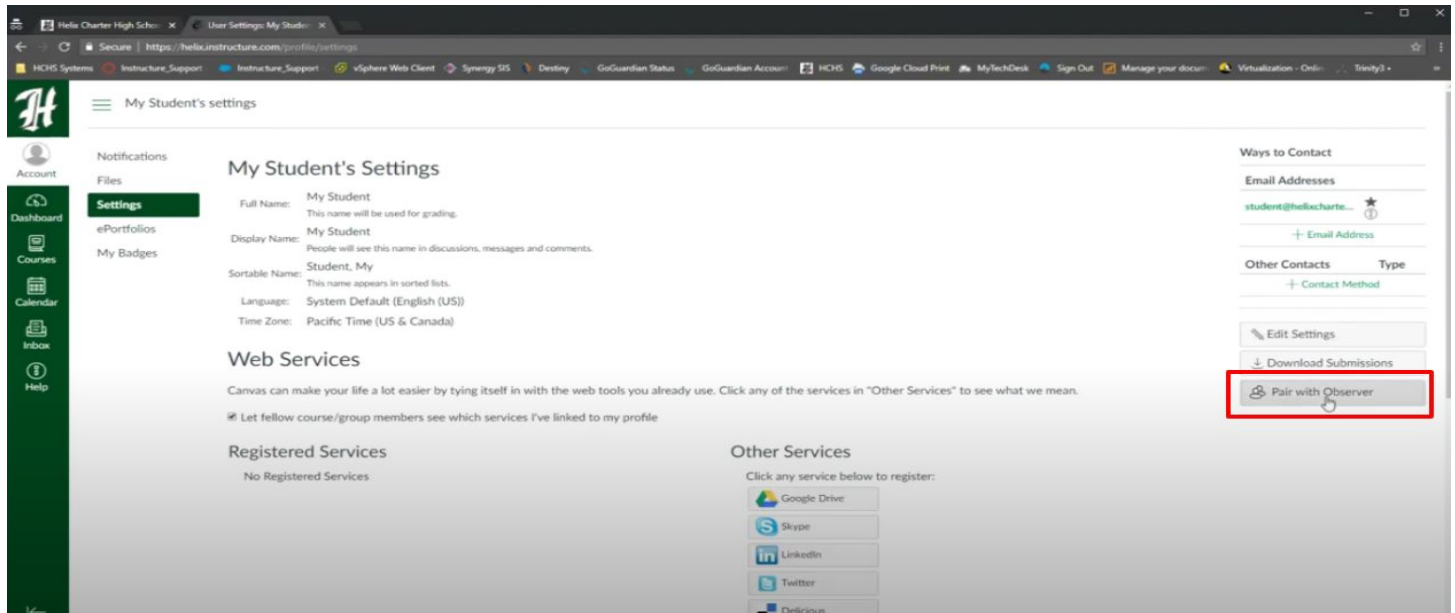 Helix Charter High Scho
User Settings: My Stude
Secure | https://helix.instructure.com/profile/settings
HCHS Systems Instructure_Support Instructure_Support vSphere Web Client Synergy SIS Destiny GoGuardian Status GoGuardian Account HCHS Google Cloud Print MyTechDesk Sign Out Manage your docum Virtualization - Onlin Trinity3
H
My Student's settings
Account
Dashboard
Courses
Calendar
Inbox
Help
Notifications
Files
Settings
ePortfolios
My Badges
My Student's Settings
Full Name: My Student
This name will be used for grading.
Display Name: My Student
People will see this name in discussions, messages and comments.
Sortable Name: Student, My
This name appears in sorted lists.
Language: System Default (English (US))
Time Zone: Pacific Time (US & Canada)
Web Services
Canvas can make your life a lot easier by tying itself in with the web tools you already use. Click any of the services in "Other Services" to see what we mean.
Let fellow course/group members see which services I've linked to my profile
Registered Services
No Registered Services
Other Services
Click any service below to register:
Google Drive
Skype
LinkedIn
Twitter
Delicious
Ways to Contact
Email Addresses
student@helixcharte...
+ Email Address
Other Contacts Type
+ Contact Method
Edit Settings
Download Submissions
Pair with Observer